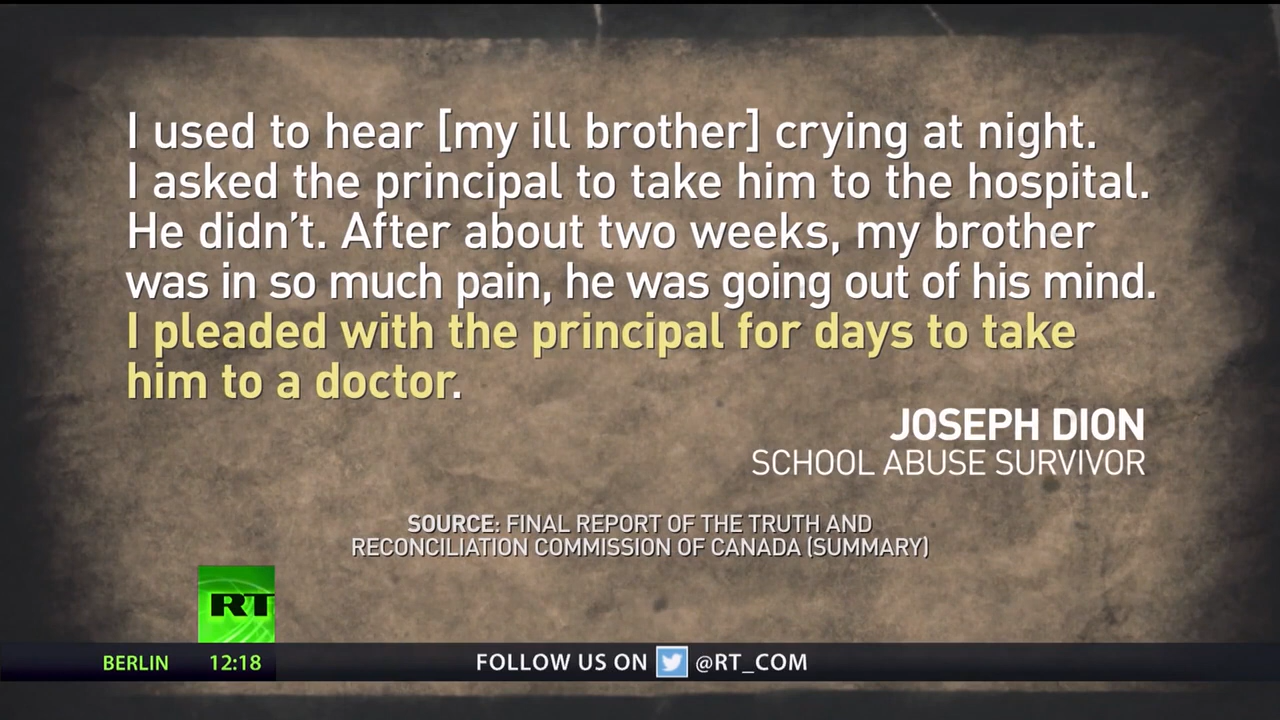 I used to hear [my ill brother] crying at night.
I asked the principal to take him to the hospital.
He didn't. After about two weeks, my brother
was in so much pain, he was going out of his mind.
I pleaded with the principal for days to take
him to a doctor.
JOSEPH DION
SCHOOL ABUSE SURVIVOR
SOURCE: FINAL REPORT OF THE TRUTH AND
RECONCILIATION COMMISSION OF CANADA (SUMMARY)
RT
BERLIN 12:18 FOLLOW US ON @RT_COM